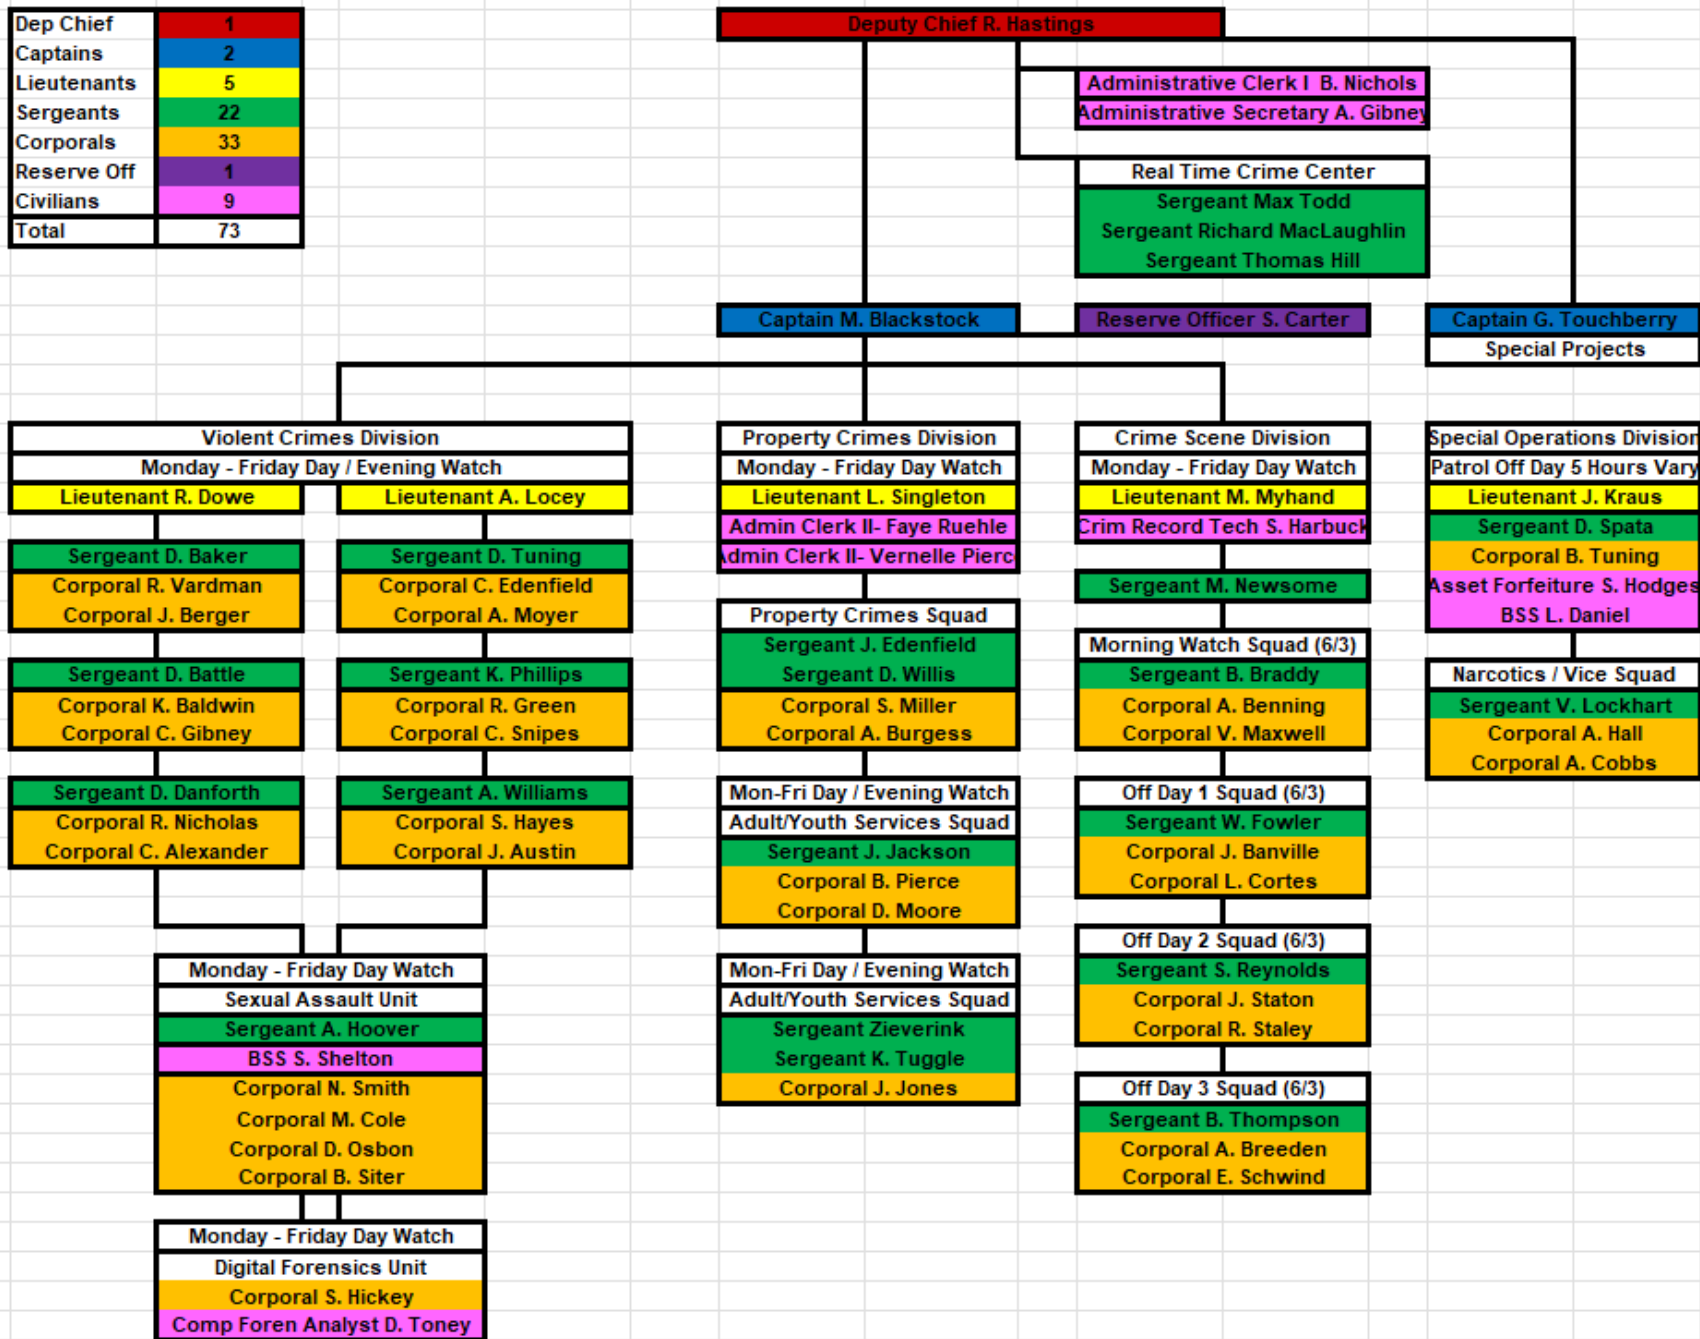 Dep Chief 1
Captains 2
Lieutenants 5
Sergeants 22
Corporals 33
Reserve Off 1
Civilians 9
Total 73
Deputy Chief R. Hastings
Administrative Clerk I B. Nichols
Administrative Secretary A. Gibney
Real Time Crime Center
Sergeant Max Todd
Sergeant Richard MacLaughlin
Sergeant Thomas Hill
Captain M. Blackstock
Reserve Officer S. Carter
Captain G. Touchberry
Special Projects
Violent Crimes Division
Monday - Friday Day / Evening Watch
Lieutenant R. Dowe
Sergeant D. Baker
Corporal R. Vardman
Corporal J. Berger
Sergeant D. Battle
Corporal K. Baldwin
Corporal C. Gibney
Sergeant D. Danforth
Corporal R. Nicholas
Corporal C. Alexander
Lieutenant A. Locey
Sergeant D. Tuning
Corporal C. Edenfield
Corporal A. Moyer
Sergeant K. Phillips
Corporal R. Green
Corporal C. Snipes
Sergeant A. Williams
Corporal S. Hayes
Corporal J. Austin
Monday - Friday Day Watch
Sexual Assault Unit
Sergeant A. Hoover
BSS S. Shelton
Corporal N. Smith
Corporal M. Cole
Corporal D. Osbon
Corporal B. Siter
Monday - Friday Day Watch
Digital Forensics Unit
Corporal S. Hickey
Comp Foren Analyst D. Toney
Property Crimes Division
Monday - Friday Day Watch
Lieutenant L. Singleton
Admin Clerk II- Faye Ruehle
Admin Clerk II- Vernelle Pierc
Property Crimes Squad
Sergeant J. Edenfield
Sergeant D. Willis
Corporal S. Miller
Corporal A. Burgess
Mon-Fri Day / Evening Watch
Adult/Youth Services Squad
Sergeant J. Jackson
Corporal B. Pierce
Corporal D. Moore
Mon-Fri Day / Evening Watch
Adult/Youth Services Squad
Sergeant Zieverink
Sergeant K. Tuggle
Corporal J. Jones
Crime Scene Division
Monday - Friday Day Watch
Lieutenant M. Myhand
Crim Record Tech S. Harbuck
Sergeant M. Newsome
Morning Watch Squad (6/3)
Sergeant B. Braddy
Corporal A. Benning
Corporal V. Maxwell
Off Day 1 Squad (6/3)
Sergeant W. Fowler
Corporal J. Banville
Corporal L. Cortes
Off Day 2 Squad (6/3)
Sergeant S. Reynolds
Corporal J. Staton
Corporal R. Staley
Off Day 3 Squad (6/3)
Sergeant B. Thompson
Corporal A. Breeden
Corporal E. Schwind
Special Operations Division
Patrol Off Day 5 Hours Vary
Lieutenant J. Kraus
Sergeant D. Spata
Corporal B. Tuning
Asset Forfeiture S. Hodges
BSS L. Daniel
Narcotics / Vice Squad
Sergeant V. Lockhart
Corporal A. Hall
Corporal A. Cobbs